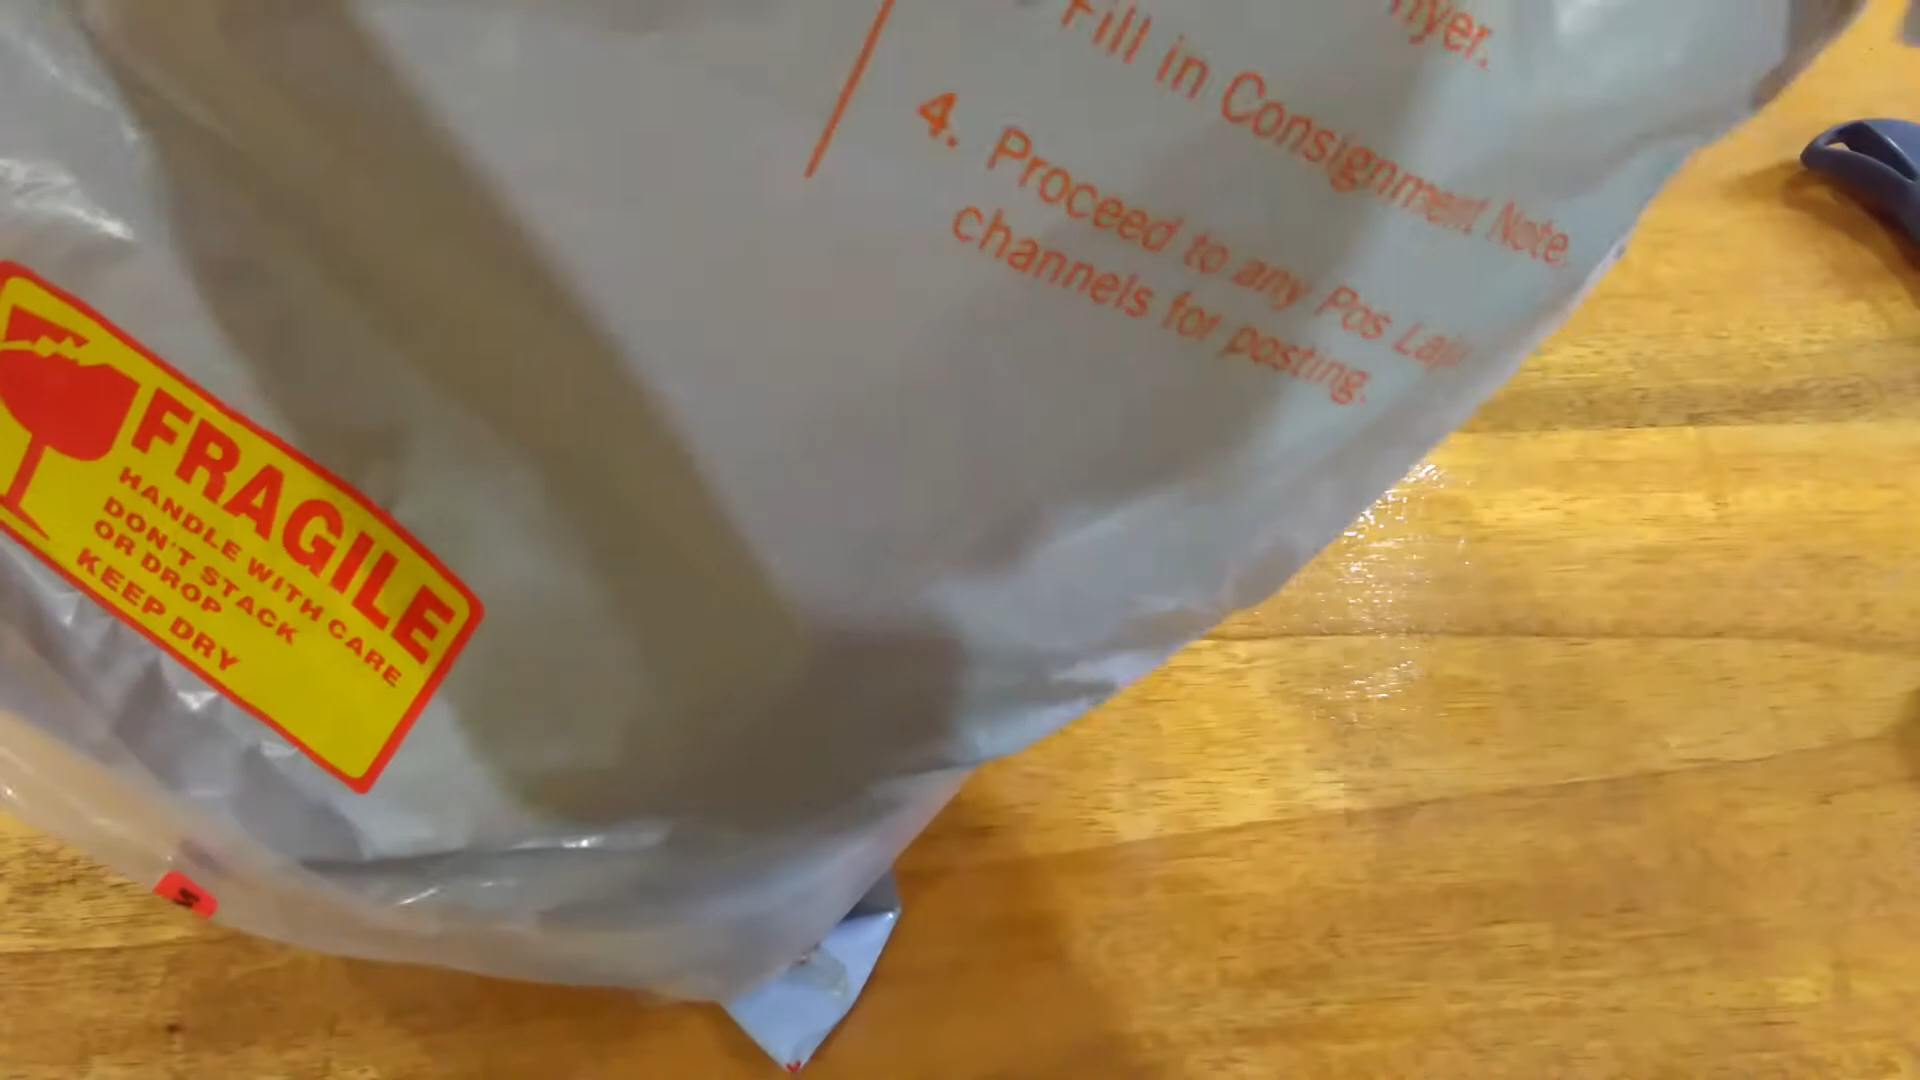 Fill in Consignment Note.
4. Proceed to any Pos Laju
channels for posting.
FRAGILE
HANDLE WITH CARE
DON'T STACK
OR DROP
KEEP DRY